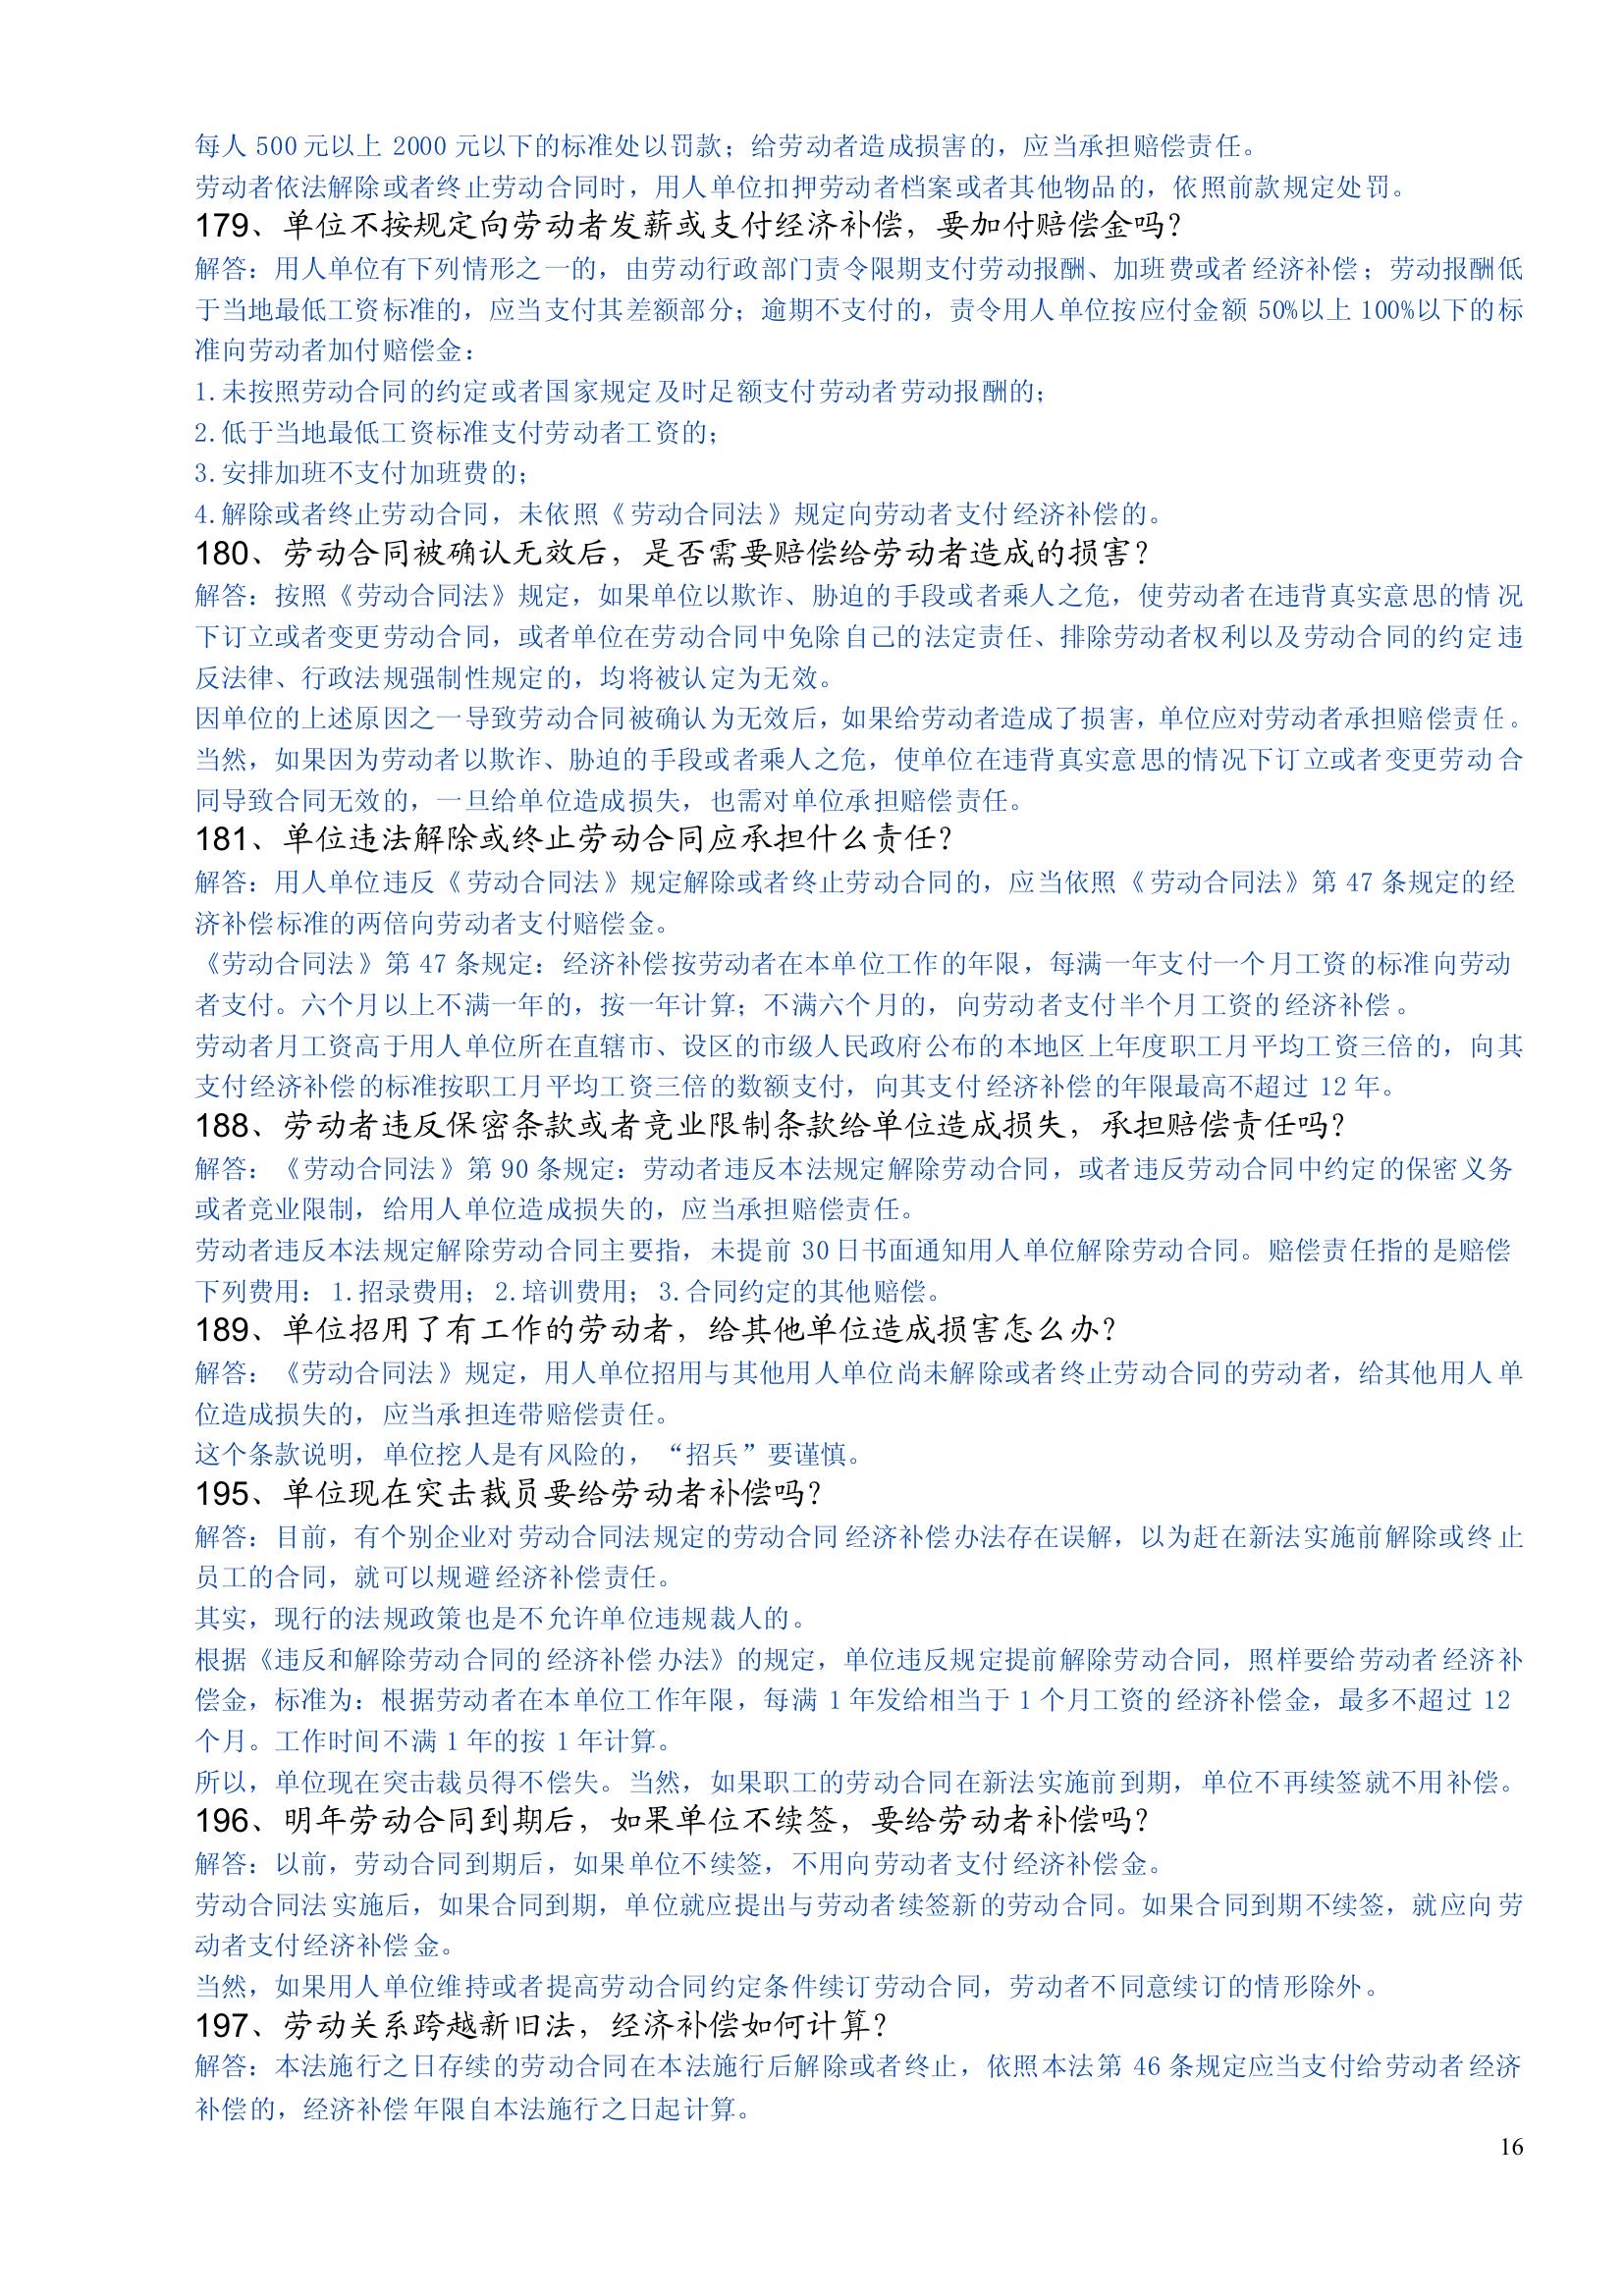 每人 500 元以上 2000 元以下的标准处以罚款；给劳动者造成损害的，应当承担赔偿责任。
劳动者依法解除或者终止劳动合同时，用人单位扣押劳动者档案或者其他物品的，依照前款规定处罚。
179、单位不按规定向劳动者发薪或支付经济补偿，要加付赔偿金吗？
解答：用人单位有下列情形之一的，由劳动行政部门责令限期支付劳动报酬、加班费或者经济补偿；劳动报酬低
于当地最低工资标准的，应当支付其差额部分；逾期不支付的，责令用人单位按应付金额 50%以上 100%以下的标
准向劳动者加付赔偿金：
1.未按照劳动合同的约定或者国家规定及时足额支付劳动者劳动报酬的；
2.低于当地最低工资标准支付劳动者工资的；
3.安排加班不支付加班费的；
4.解除或者终止劳动合同，未依照《劳动合同法》规定向劳动者支付经济补偿的。
180、劳动合同被确认无效后，是否需要赔偿给劳动者造成的损害？
解答：按照《劳动合同法》规定，如果单位以欺诈、胁迫的手段或者乘人之危，使劳动者在违背真实意思的情况
下订立或者变更劳动合同，或者单位在劳动合同中免除自己的法定责任、排除劳动者权利以及劳动合同的约定违
反法律、行政法规强制性规定的，均将被认定为无效。
因单位的上述原因之一导致劳动合同被确认为无效后，如果给劳动者造成了损害，单位应对劳动者承担赔偿责任。
当然，如果因为劳动者以欺诈、胁迫的手段或者乘人之危，使单位在违背真实意思的情况下订立或者变更劳动合
同导致合同无效的，一旦给单位造成损失，也需对单位承担赔偿责任。
181、单位违法解除或终止劳动合同应承担什么责任？
解答：用人单位违反《劳动合同法》规定解除或者终止劳动合同的，应当依照《劳动合同法》第 47 条规定的经
济补偿标准的两倍向劳动者支付赔偿金。
《劳动合同法》第 47 条规定：经济补偿按劳动者在本单位工作的年限，每满一年支付一个月工资的标准向劳动
者支付。六个月以上不满一年的，按一年计算；不满六个月的，向劳动者支付半个月工资的经济补偿。
劳动者月工资高于用人单位所在直辖市、设区的市级人民政府公布的本地区上年度职工月平均工资三倍的，向其
支付经济补偿的标准按职工月平均工资三倍的数额支付，向其支付经济补偿的年限最高不超过 12 年。
188、劳动者违反保密条款或者竞业限制条款给单位造成损失，承担赔偿责任吗？
解答：《劳动合同法》第 90 条规定：劳动者违反本法规定解除劳动合同，或者违反劳动合同中约定的保密义务
或者竞业限制，给用人单位造成损失的，应当承担赔偿责任。
劳动者违反本法规定解除劳动合同主要指，未提前 30 日书面通知用人单位解除劳动合同。赔偿责任指的是赔偿
下列费用：1.招录费用；2.培训费用；3.合同约定的其他赔偿。
189、单位招用了有工作的劳动者，给其他单位造成损害怎么办？
解答：《劳动合同法》规定，用人单位招用与其他用人单位尚未解除或者终止劳动合同的劳动者，给其他用人单
位造成损失的，应当承担连带赔偿责任。
这个条款说明，单位挖人是有风险的，“招兵”要谨慎。
195、单位现在突击裁员要给劳动者补偿吗？
解答：目前，有个别企业对劳动合同法规定的劳动合同经济补偿办法存在误解，以为赶在新法实施前解除或终止
员工的合同，就可以规避经济补偿责任。
其实，现行的法规政策也是不允许单位违规裁人的。
根据《违反和解除劳动合同的经济补偿办法》的规定，单位违反规定提前解除劳动合同，照样要给劳动者经济补
偿金，标准为：根据劳动者在本单位工作年限，每满 1 年发给相当于 1 个月工资的经济补偿金，最多不超过 12
个月。工作时间不满 1 年的按 1 年计算。
所以，单位现在突击裁员得不偿失。当然，如果职工的劳动合同在新法实施前到期，单位不再续签就不用补偿。
196、明年劳动合同到期后，如果单位不续签，要给劳动者补偿吗？
解答：以前，劳动合同到期后，如果单位不续签，不用向劳动者支付经济补偿金。
劳动合同法实施后，如果合同到期，单位就应提出与劳动者续签新的劳动合同。如果合同到期不续签，就应向劳
动者支付经济补偿金。
当然，如果用人单位维持或者提高劳动合同约定条件续订劳动合同，劳动者不同意续订的情形除外。
197、劳动关系跨越新旧法，经济补偿如何计算？
解答：本法施行之日存续的劳动合同在本法施行后解除或者终止，依照本法第 46 条规定应当支付给劳动者经济
补偿的，经济补偿年限自本法施行之日起计算。
16